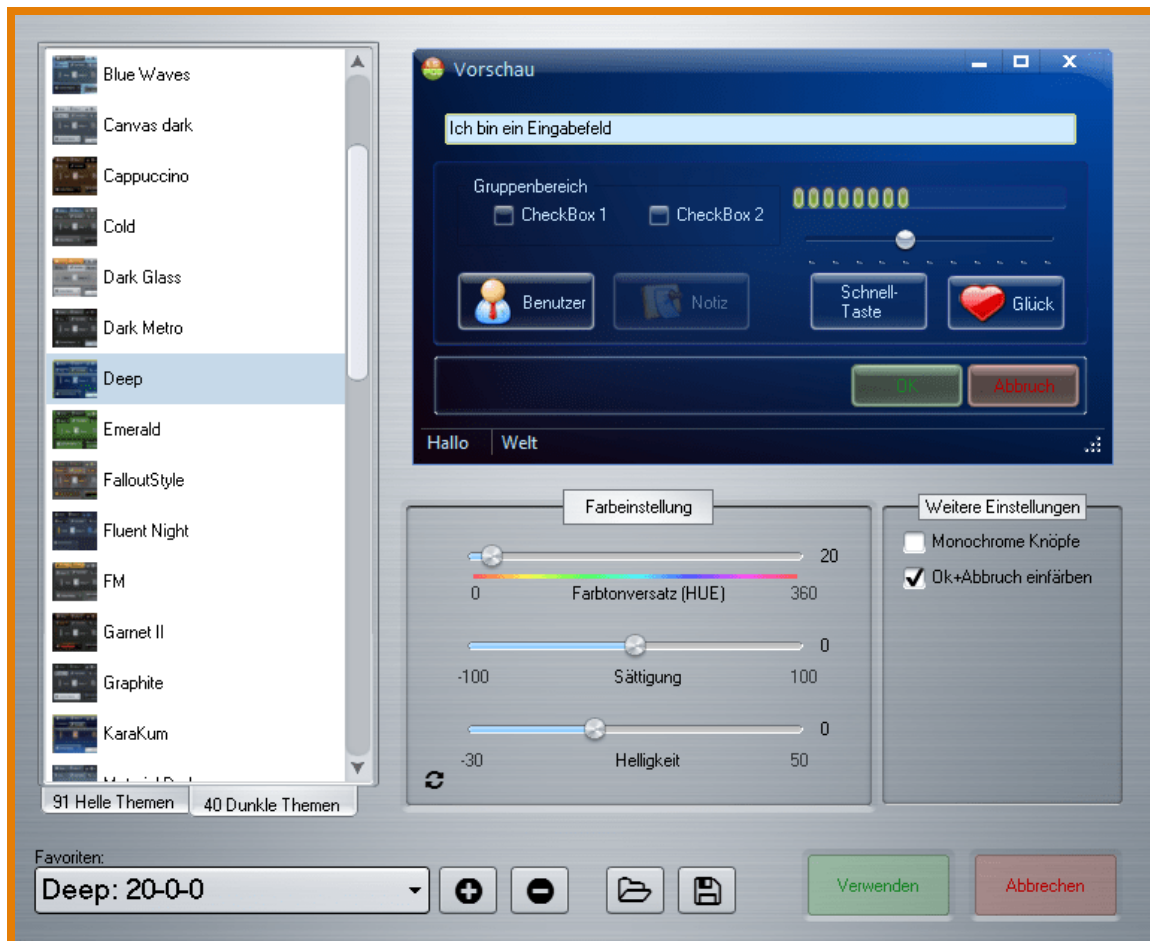 Blue Waves
Canvas dark
Cappuccino
Cold
Dark Glass
Dark Metro
Deep
Emerald
FalloutStyle
Fluent Night
FM
Garnet II
Graphite
KaraKum
91 Helle Themen
40 Dunkle Themen
Vorschau
Ich bin ein Eingabefeld
Gruppenbereich
CheckBox 1
CheckBox 2
Benutzer
Notiz
Schnell-
Taste
Glück
OK
Abbruch
Hallo
Welt
Farbeinstellung
20
0
Farbtonversatz (HUE)
360
0
-100
Sättigung
100
0
-30
Helligkeit
50
Weitere Einstellungen
Monochrome Knöpfe
Ok+Abbruch einfärben
Favoriten:
Deep: 20-0-0
Verwenden
Abbrechen